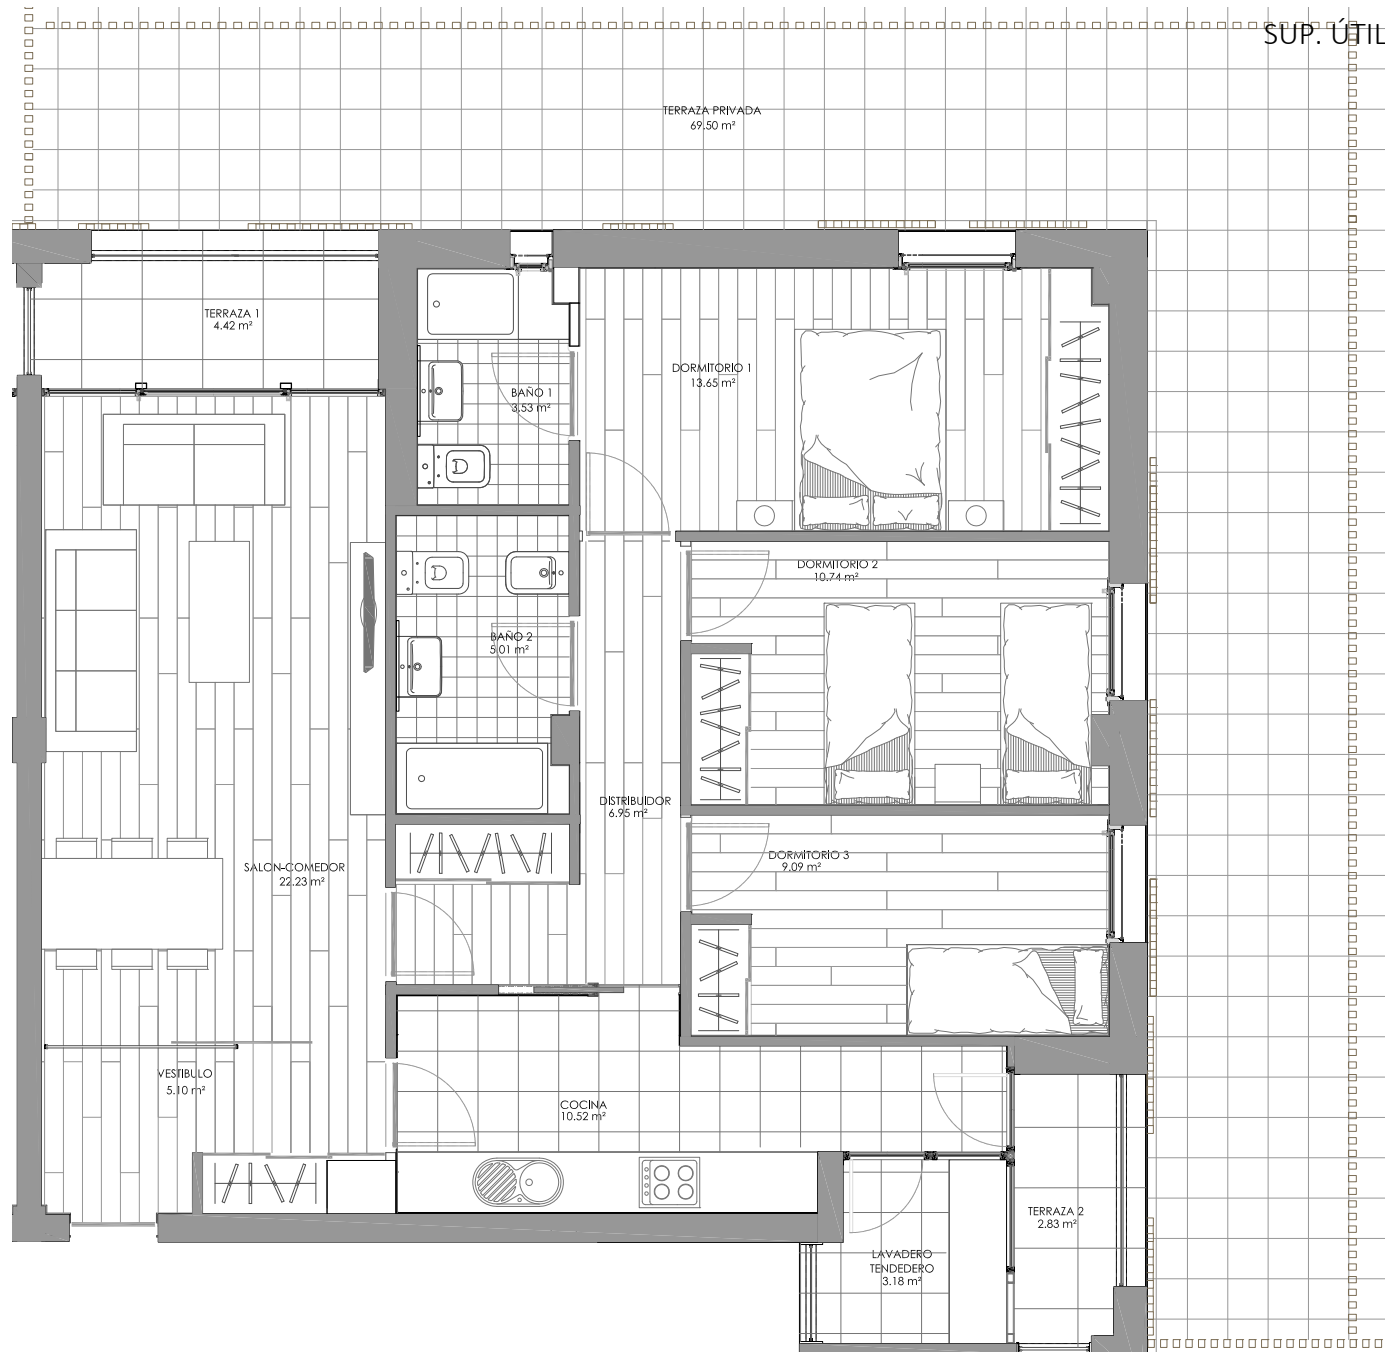 SUP. ÚTIL
TERRAZA PRIVADA
69.50 m²
TERRAZA 1
4.42 m²
DORMITORIO 1
13.65 m²
BAÑO 1
3.53 m²
DORMITORIO 2
10.74 m²
BAÑO 2
5.01 m²
DISTRIBUIDOR
6.95 m²
SALON-COMEDOR
22.23 m²
DORMITORIO 3
9.09 m²
VESTIBULO
5.10 m²
COCINA
10.52 m²
TERRAZA 2
2.83 m²
LAVADERO
TENDEDERO
3.18 m²